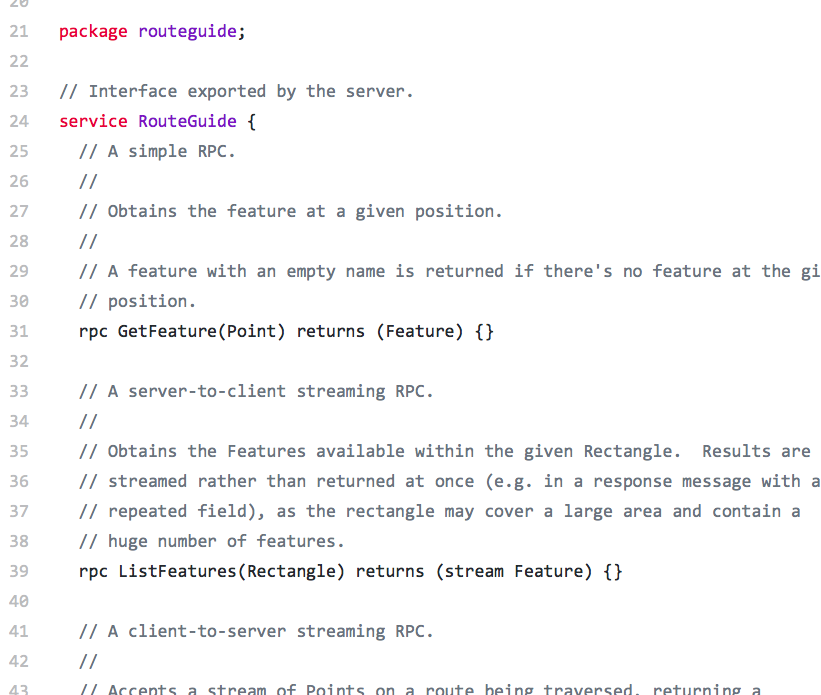 20
21 package routeguide;
22
23 // Interface exported by the server.
24 service RouteGuide {
25 // A simple RPC.
26 //
27 // Obtains the feature at a given position.
28 //
29 // A feature with an empty name is returned if there's no feature at the gi
30 // position.
31 rpc GetFeature(Point) returns (Feature) {}
32
33 // A server-to-client streaming RPC.
34 //
35 // Obtains the Features available within the given Rectangle.  Results are
36 // streamed rather than returned at once (e.g. in a response message with a
37 // repeated field), as the rectangle may cover a large area and contain a
38 // huge number of features.
39 rpc ListFeatures(Rectangle) returns (stream Feature) {}
40
41 // A client-to-server streaming RPC.
42 //
43 // Accepts a stream of Points on a route being traversed, returning a